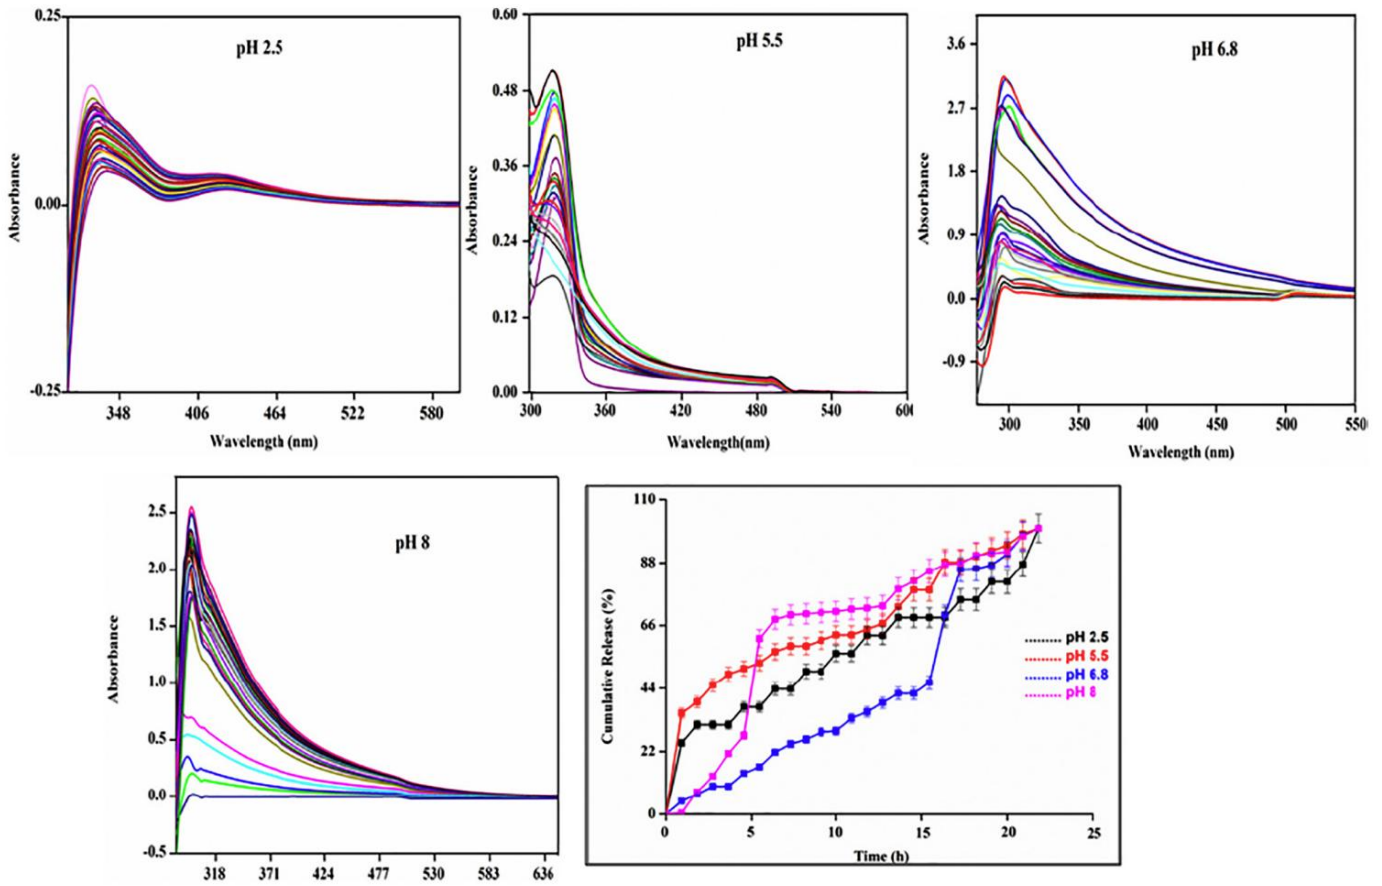 0.25
0.00
-0.25
Absorbance
pH 2.5
348 406 464 522 580
Wavelength (nm)
0.60
0.48
0.36
0.24
0.12
0.00
Absorbance
pH 5.5
300 360 420 480 540 600
Wavelength(nm)
3.6
2.7
1.8
0.9
0.0
-0.9
Absorbance
pH 6.8
300 350 400 450 500 550
Wavelength (nm)
2.5
2.0
1.5
1.0
0.5
0.0
-0.5
Absorbance
pH 8
318 371 424 477 530 583 636
110
88
66
44
22
0
Cumulative Release (%)
pH 2.5
pH 5.5
pH 6.8
pH 8
0 5 10 15 20 25
Time (h)